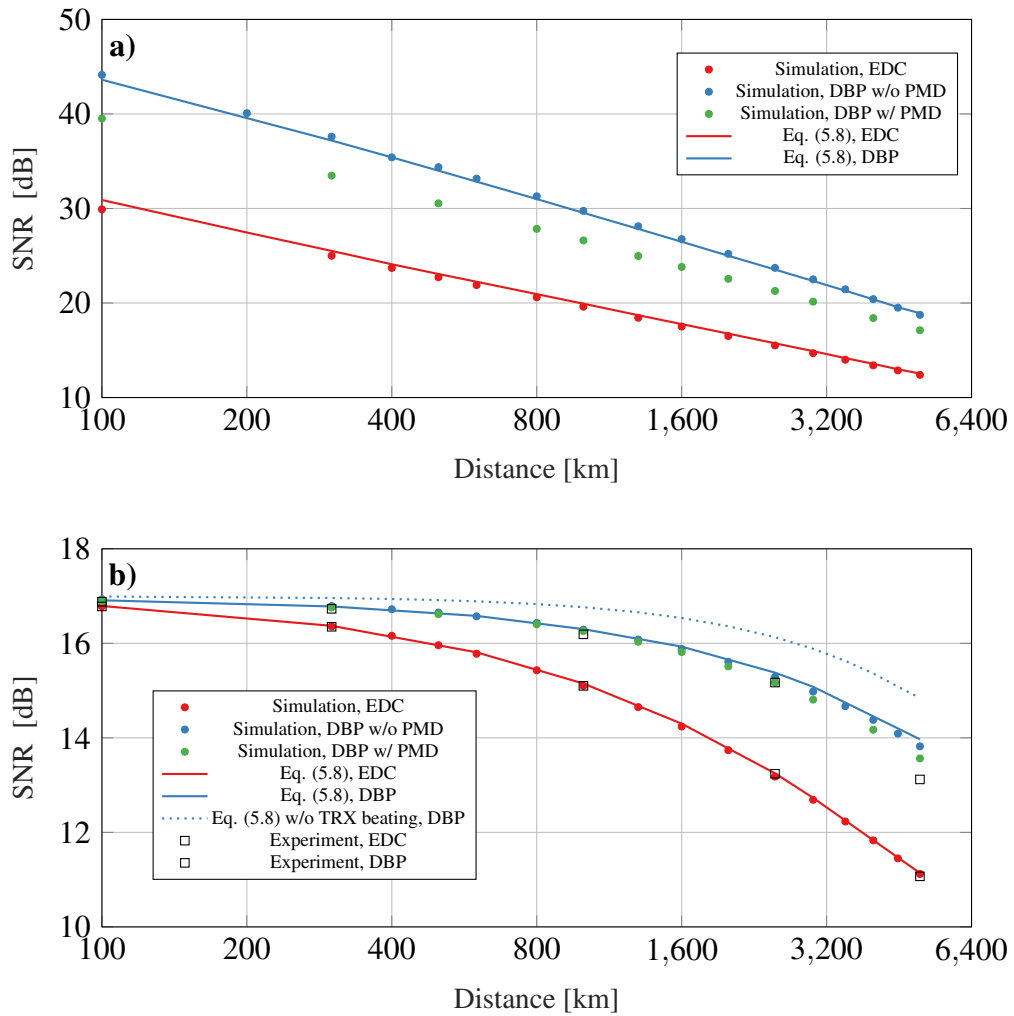 50
40
30
20
10
SNR [dB]
a)
Simulation, EDC
Simulation, DBP w/o PMD
Simulation, DBP w/ PMD
Eq. (5.8), EDC
Eq. (5.8), DBP
100 200 400 800 1,600 3,200 6,400
Distance [km]
18
16
14
12
10
SNR [dB]
b)
Simulation, EDC
Simulation, DBP w/o PMD
Simulation, DBP w/ PMD
Eq. (5.8), EDC
Eq. (5.8), DBP
Eq. (5.8) w/o TRX beating, DBP
Experiment, EDC
Experiment, DBP
100 200 400 800 1,600 3,200 6,400
Distance [km]